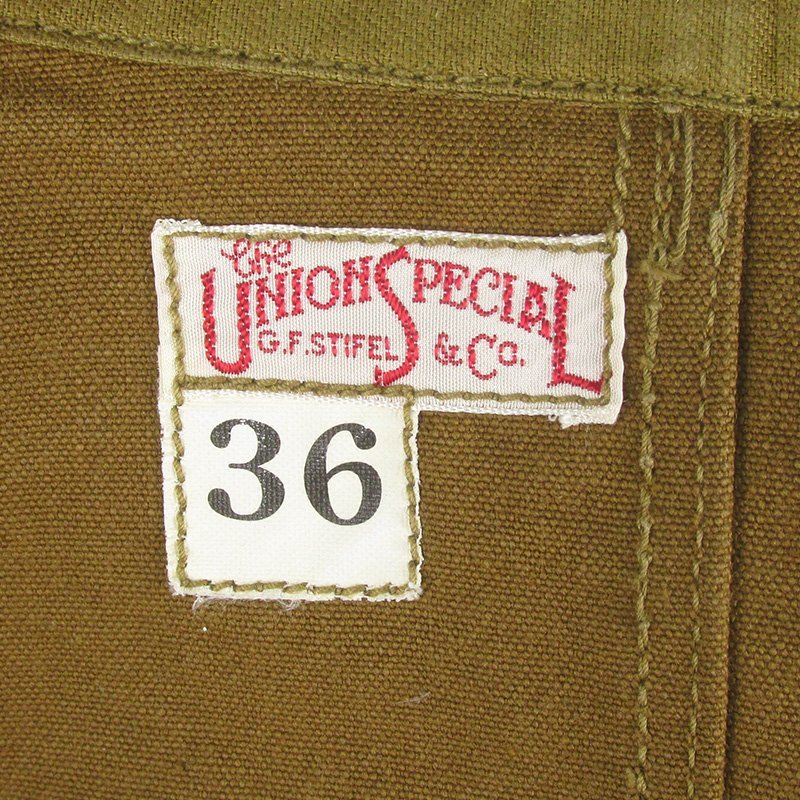 The
UNION SPECIAL
G.F. STIFEL & Co.
36